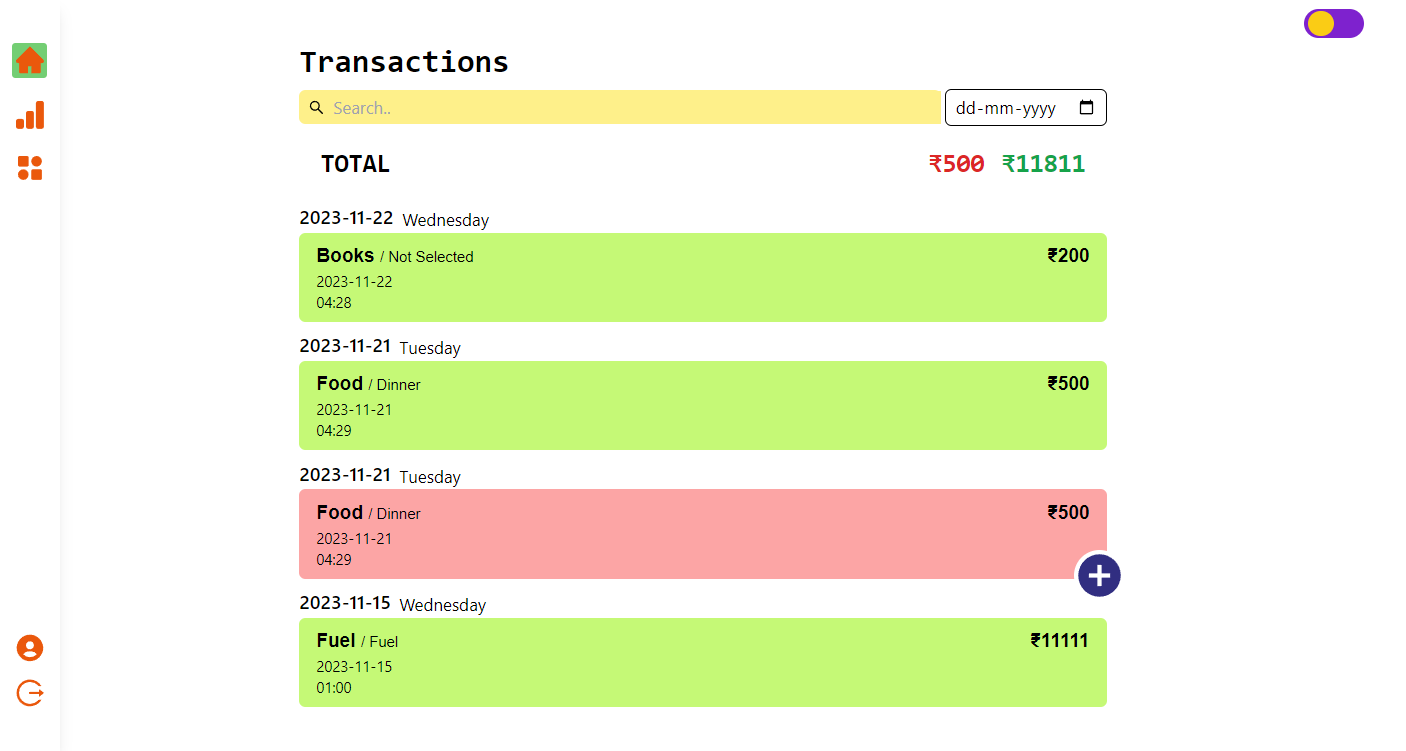 Transactions
Search..
dd-mm-yyyy
TOTAL ₹500 ₹11811
2023-11-22 Wednesday
Books / Not Selected ₹200
2023-11-22
04:28
2023-11-21 Tuesday
Food / Dinner ₹500
2023-11-21
04:29
2023-11-21 Tuesday
Food / Dinner ₹500
2023-11-21
04:29
2023-11-15 Wednesday
Fuel / Fuel ₹11111
2023-11-15
01:00